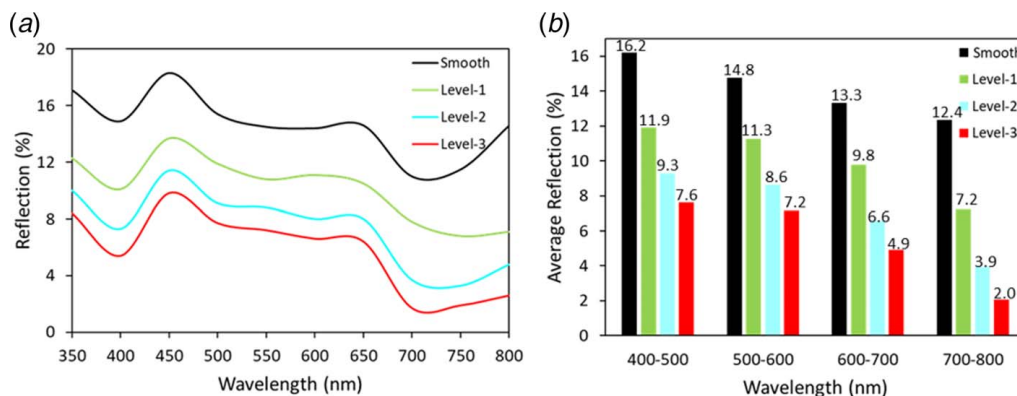 (a)
20
16
12
8
4
0
Reflection (%)
350 400 450 500 550 600 650 700 750 800
Wavelength (nm)
Smooth
Level-1
Level-2
Level-3
(b)
16
14
12
10
8
6
4
2
0
Average Reflection (%)
16.2 11.9 9.3 7.6
14.8 11.3 8.6 7.2
13.3 9.8 6.6 4.9
12.4 7.2 3.9 2.0
400-500 500-600 600-700 700-800
Wavelength (nm)
Smooth
Level-1
Level-2
Level-3